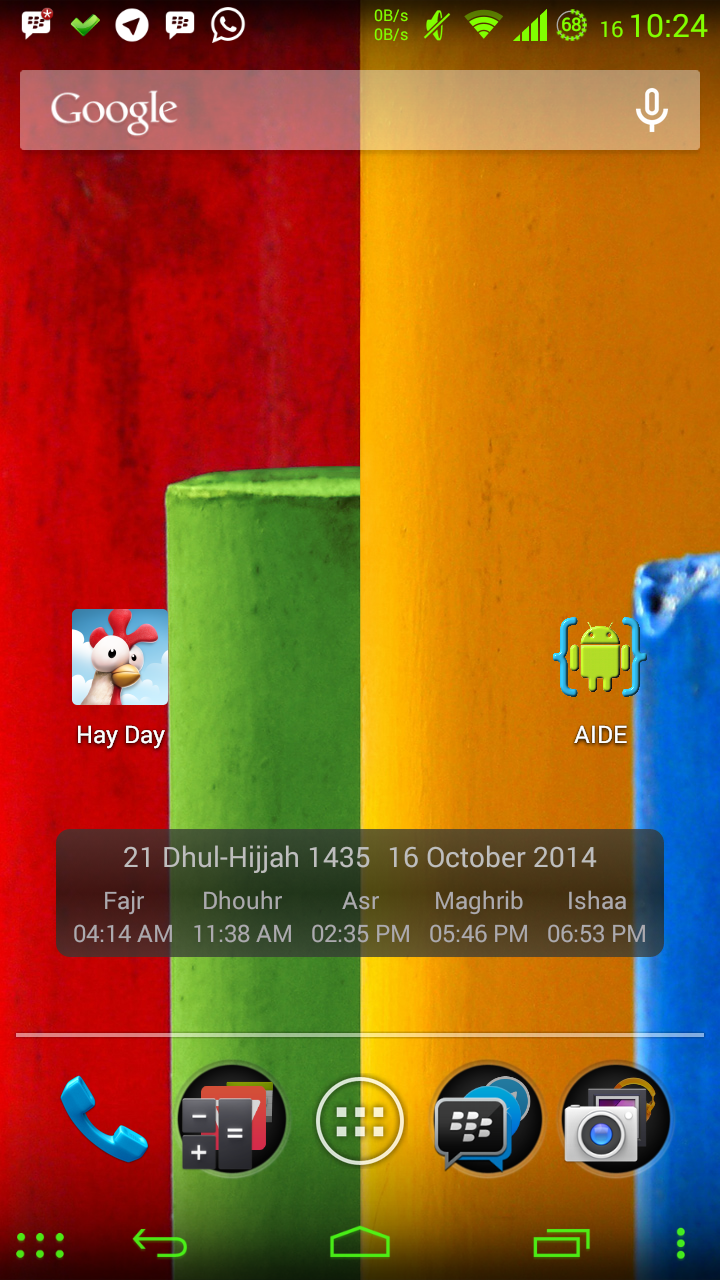 0B/s
0B/s
68
16 10:24
Google
Hay Day
AIDE
21 Dhul-Hijjah 1435 16 October 2014
Fajr Dhouhr Asr Maghrib Ishaa
04:14 AM 11:38 AM 02:35 PM 05:46 PM 06:53 PM